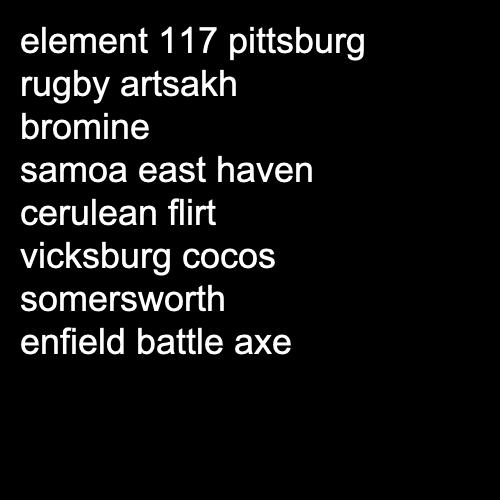 element 117 pittsburg
rugby artsakh
bromine
samoa east haven
cerulean flirt
vicksburg cocos
somersworth
enfield battle axe